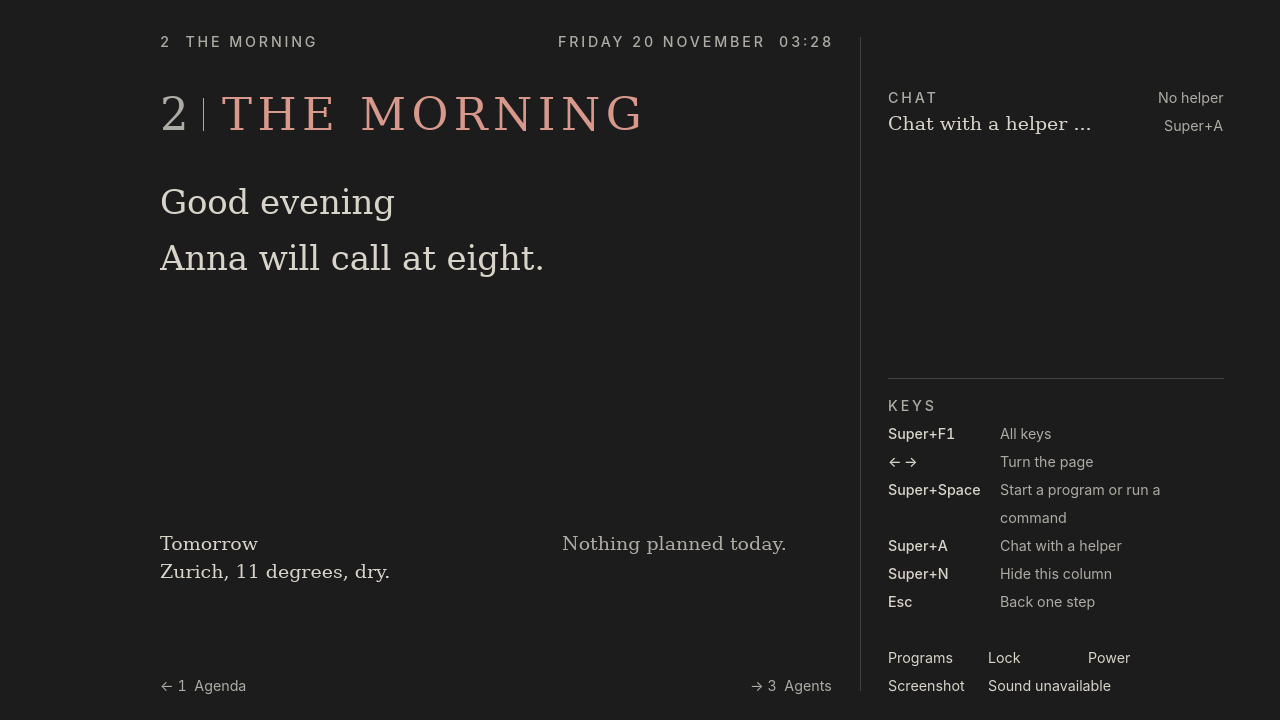 2 THE MORNING
FRIDAY 20 NOVEMBER 03:28
2 THE MORNING
Good evening
Anna will call at eight.
Tomorrow
Zurich, 11 degrees, dry.
Nothing planned today.
← 1 Agenda
→ 3 Agents
CHAT
No helper
Chat with a helper ...
Super+A
KEYS
Super+F1 All keys
← → Turn the page
Super+Space Start a program or run a
command
Super+A Chat with a helper
Super+N Hide this column
Esc Back one step
Programs Lock Power
Screenshot Sound unavailable